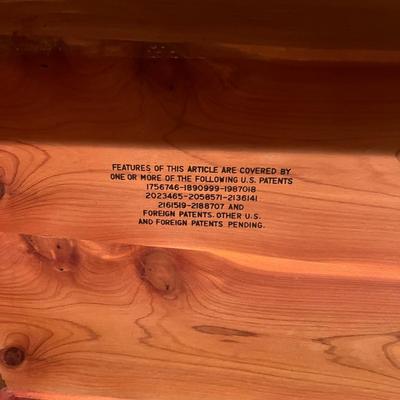 FEATURES OF THIS ARTICLE ARE COVERED BY
ONE OR MORE OF THE FOLLOWING U.S. PATENTS
1756746-1890999-1987018
2023465-2058571-2136141
2161519-2188707 AND
FOREIGN PATENTS. OTHER U.S.
AND FOREIGN PATENTS PENDING.